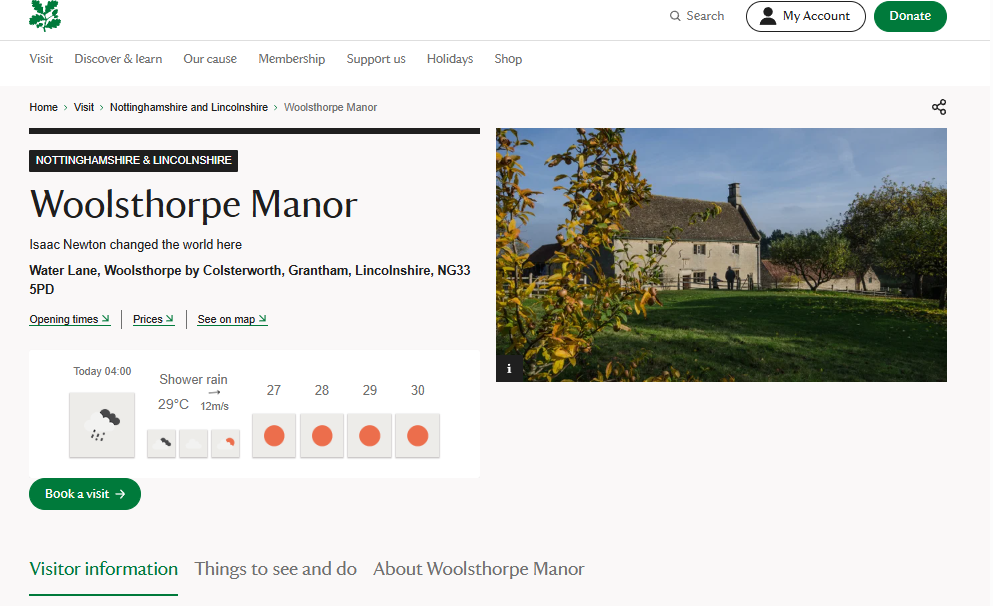 Search
My Account
Donate
Visit
Discover & learn
Our cause
Membership
Support us
Holidays
Shop
Home › Visit › Nottinghamshire and Lincolnshire › Woolsthorpe Manor
NOTTINGHAMSHIRE & LINCOLNSHIRE
Woolsthorpe Manor
Isaac Newton changed the world here
Water Lane, Woolsthorpe by Colsterworth, Grantham, Lincolnshire, NG33
5PD
Opening times
Prices
See on map
Today 04:00
Shower rain
29°C
12m/s
27
28
29
30
i
Book a visit →
Visitor information
Things to see and do
About Woolsthorpe Manor